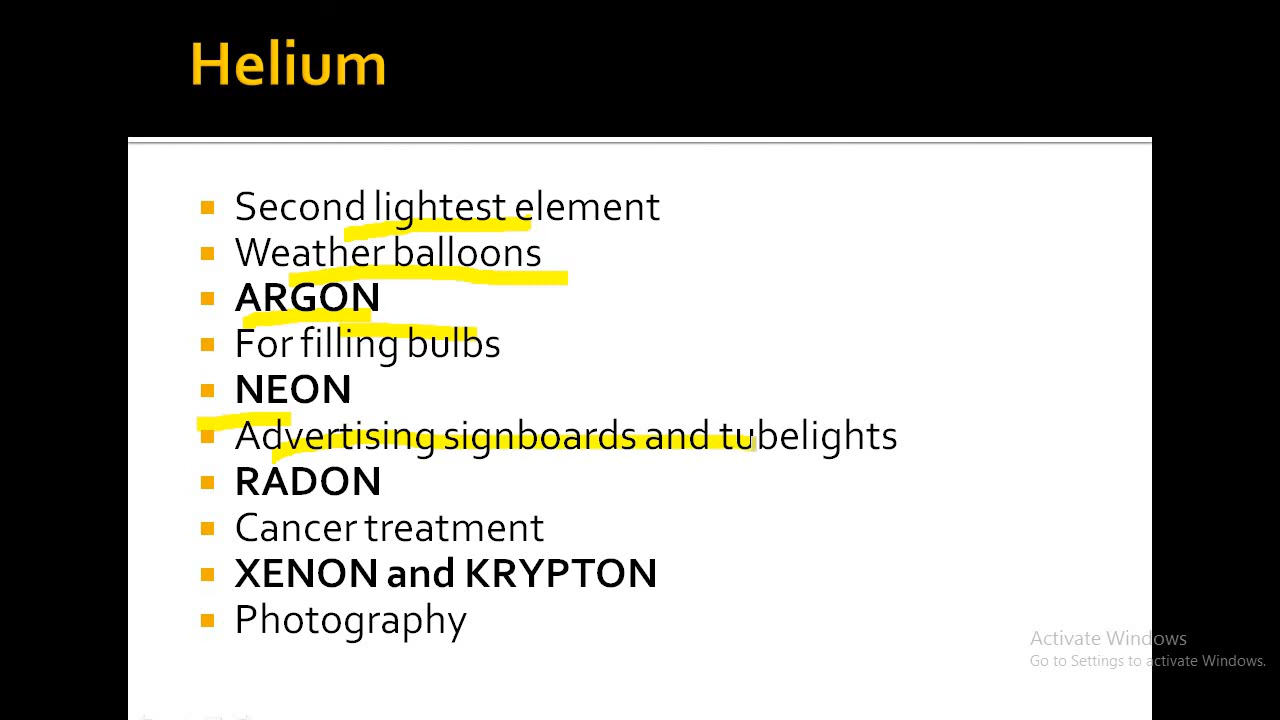 Helium
Second lightest element
Weather balloons
ARGON
For filling bulbs
NEON
Advertising signboards and tubelights
RADON
Cancer treatment
XENON and KRYPTON
Photography
Activate Windows
Go to Settings to activate Windows.